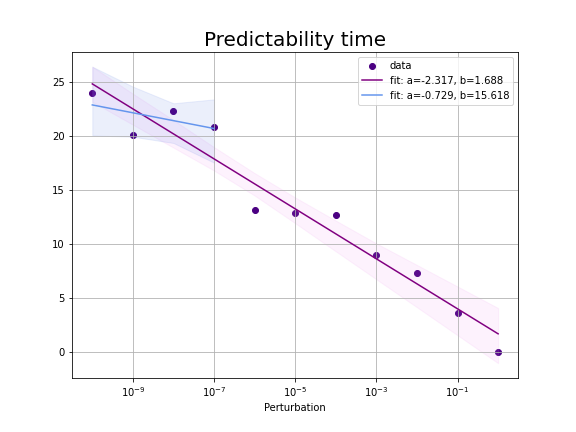 Predictability time
data
fit: a=-2.317, b=1.688
fit: a=-0.729, b=15.618
25
20
15
10
5
0
10⁻⁹
10⁻⁷
10⁻⁵
10⁻³
10⁻¹
Perturbation